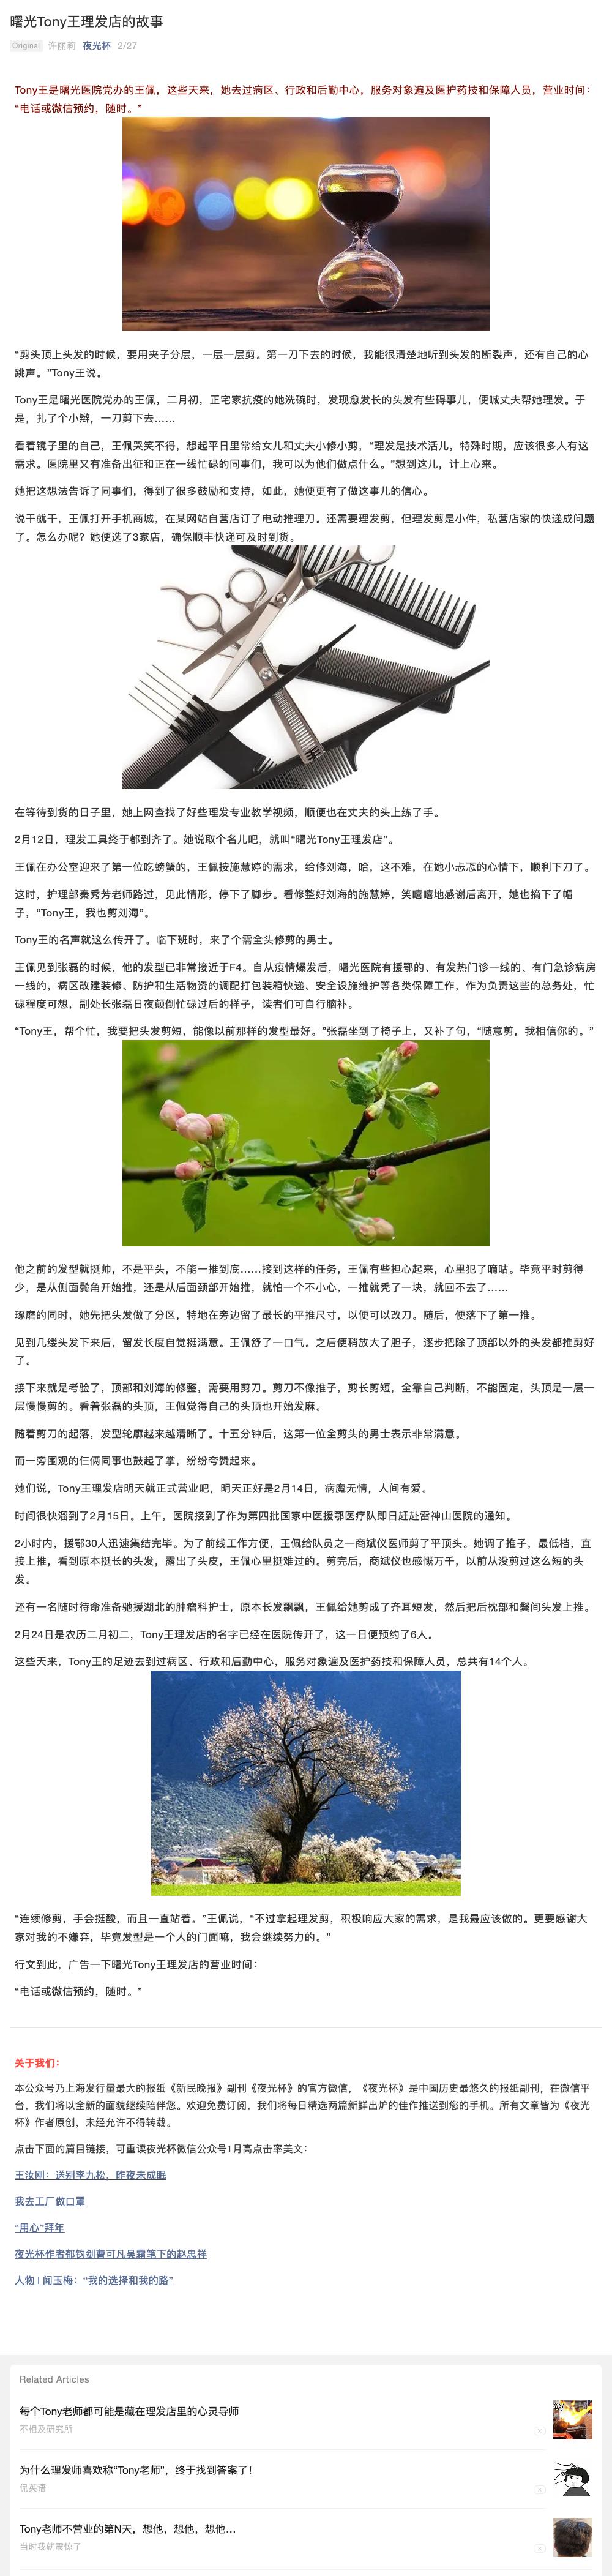 曙光Tony王理发店的故事
Original 许丽莉 夜光杯 2/27
Tony王是曙光医院党办的王佩，这些天来，她去过病区、行政和后勤中心，服务对象遍及医护药技和保障人员，营业时间：
“电话或微信预约，随时。”
“剪头顶上头发的时候，要用夹子分层，一层一层剪。第一刀下去的时候，我能很清楚地听到头发的断裂声，还有自己的心
跳声。”Tony王说。
Tony王是曙光医院党办的王佩，二月初，正宅家抗疫的她洗碗时，发现愈发长的头发有些碍事儿，便喊丈夫帮她理发。于
是，扎了个小辫，一刀剪下去……
看着镜子里的自己，王佩哭笑不得，想起平日里常给女儿和丈夫小修小剪，“理发是技术活儿，特殊时期，应该很多人有这
需求。医院里又有准备出征和正在一线忙碌的同事们，我可以为他们做点什么。”想到这儿，计上心来。
她把这想法告诉了同事们，得到了很多鼓励和支持，如此，她便更有了做这事儿的信心。
说干就干，王佩打开手机商城，在某网站自营店订了电动推理刀。还需要理发剪，但理发剪是小件，私营店家的快递成问题
了。怎么办呢？她便选了3家店，确保顺丰快递可及时到货。
在等待到货的日子里，她上网查找了好些理发专业教学视频，顺便也在丈夫的头上练了手。
2月12日，理发工具终于都到齐了。她说取个名儿吧，就叫“曙光Tony王理发店”。
王佩在办公室迎来了第一位吃螃蟹的，王佩按施慧婷的需求，给修刘海，哈，这不难，在她小忐忑的心情下，顺利下刀了。
这时，护理部秦秀芳老师路过，见此情形，停下了脚步。看修整好刘海的施慧婷，笑嘻嘻地感谢后离开，她也摘下了帽
子，“Tony王，我也剪刘海”。
Tony王的名声就这么传开了。临下班时，来了个需全头修剪的男士。
王佩见到张磊的时候，他的发型已非常接近于F4。自从疫情爆发后，曙光医院有援鄂的、有发热门诊一线的、有门急诊病房
一线的，病区改建装修、防护和生活物资的调配打包装箱快递、安全设施维护等各类保障工作，作为负责这些的总务处，忙
碌程度可想，副处长张磊日夜颠倒忙碌过后的样子，读者们可自行脑补。
“Tony王，帮个忙，我要把头发剪短，能像以前那样的发型最好。”张磊坐到了椅子上，又补了句，“随意剪，我相信你的。”
他之前的发型就挺帅，不是平头，不能一推到底……接到这样的任务，王佩有些担心起来，心里犯了嘀咕。毕竟平时剪得
少，是从侧面鬓角开始推，还是从后面颈部开始推，就怕一个不小心，一推就秃了一块，就回不去了……
琢磨的同时，她先把头发做了分区，特地在旁边留了最长的平推尺寸，以便可以改刀。随后，便落下了第一推。
见到几缕头发下来后，留发长度自觉挺满意。王佩舒了一口气。之后便稍放大了胆子，逐步把除了顶部以外的头发都推剪好
了。
接下来就是考验了，顶部和刘海的修整，需要用剪刀。剪刀不像推子，剪长剪短，全靠自己判断，不能固定，头顶是一层一
层慢慢剪的。看着张磊的头顶，王佩觉得自己的头顶也开始发麻。
随着剪刀的起落，发型轮廓越来越清晰了。十五分钟后，这第一位全剪头的男士表示非常满意。
而一旁围观的仨俩同事也鼓起了掌，纷纷夸赞起来。
她们说，Tony王理发店明天就正式营业吧，明天正好是2月14日，病魔无情，人间有爱。
时间很快溜到了2月15日。上午，医院接到了作为第四批国家中医援鄂医疗队即日赶赴雷神山医院的通知。
2小时内，援鄂30人迅速集结完毕。为了前线工作方便，王佩给队员之一商斌仪医师剪了平顶头。她调了推子，最低档，直
接上推，看到原本挺长的头发，露出了头皮，王佩心里挺难过的。剪完后，商斌仪也感慨万千，以前从没剪过这么短的头
发。
还有一名随时待命准备驰援湖北的肿瘤科护士，原本长发飘飘，王佩给她剪成了齐耳短发，然后把后枕部和鬓间头发上推。
2月24日是农历二月初二，Tony王理发店的名字已经在医院传开了，这一日便预约了6人。
这些天来，Tony王的足迹去到过病区、行政和后勤中心，服务对象遍及医护药技和保障人员，总共有14个人。
“连续修剪，手会挺酸，而且一直站着。”王佩说，“不过拿起理发剪，积极响应大家的需求，是我最应该做的。更要感谢大
家对我的不嫌弃，毕竟发型是一个人的门面嘛，我会继续努力的。”
行文到此，广告一下曙光Tony王理发店的营业时间：
“电话或微信预约，随时。”
关于我们：
本公众号乃上海发行量最大的报纸《新民晚报》副刊《夜光杯》的官方微信，《夜光杯》是中国历史最悠久的报纸副刊，在微信平
台，我们将以全新的面貌继续陪伴您。欢迎免费订阅，我们将每日精选两篇新鲜出炉的佳作推送到您的手机。所有文章皆为《夜光
杯》作者原创，未经允许不得转载。
点击下面的篇目链接，可重读夜光杯微信公众号1月高点击率美文：
王汝刚：送别李九松，昨夜未成眠
我去工厂做口罩
“用心”拜年
夜光杯作者郁钧剑曹可凡吴霜笔下的赵忠祥
人物 | 闻玉梅：“我的选择和我的路”
Related Articles
每个Tony老师都可能是藏在理发店里的心灵导师
不相及研究所
为什么理发师喜欢称“Tony老师”，终于找到答案了！
侃英语
Tony老师不营业的第N天，想他，想他，想他…
当时我就震惊了